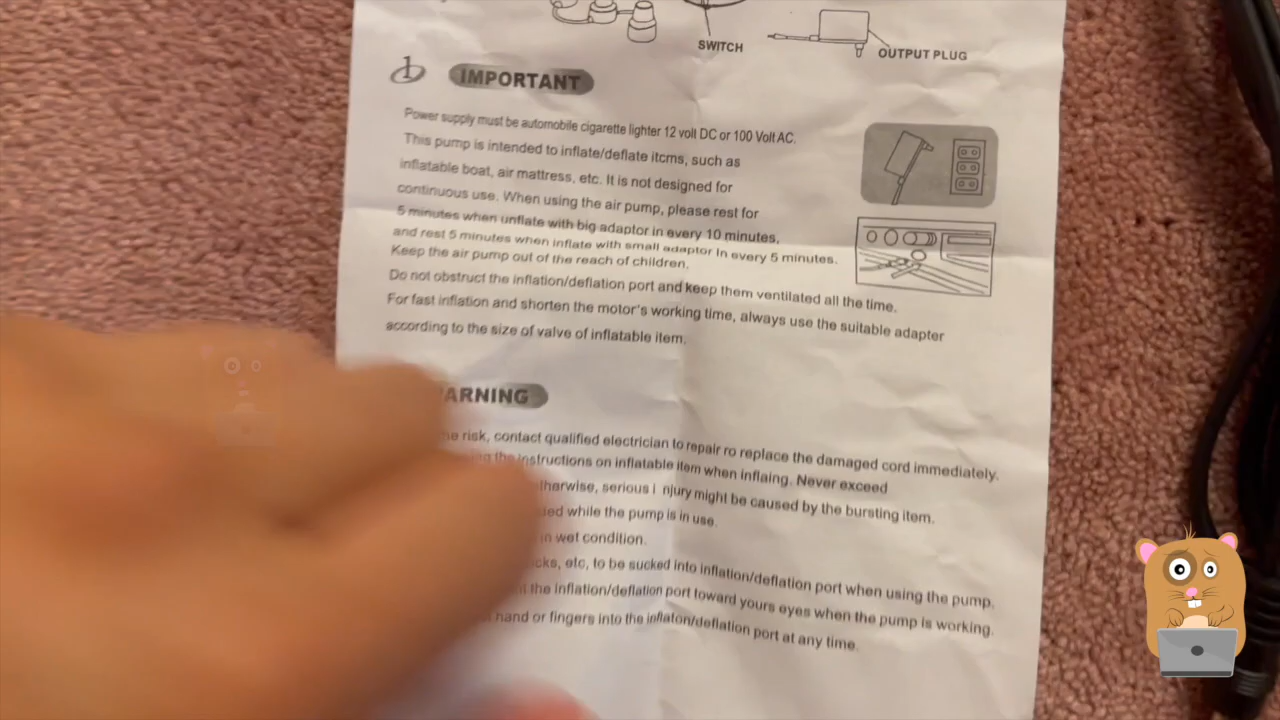 SWITCH
OUTPUT PLUG
IMPORTANT
Power supply must be automobile cigarette lighter 12 volt DC or 100 Volt AC.
This pump is intended to inflate/deflate itcms, such as
inflatable boat, air mattress, etc. It is not designed for
continuous use. When using the air pump, please rest for
5 minutes when unflate with big adaptor in every 10 minutes,
and rest 5 minutes when inflate with small adaptor in every 5 minutes.
Keep the air pump out of the reach of children.
Do not obstruct the inflation/deflation port and keep them ventilated all the time.
For fast inflation and shorten the motor's working time, always use the suitable adapter
according to the size of valve of inflatable item.
ARNING
risk, contact qualified electrician to repair ro replace the damaged cord immediately.
the instructions on inflatable item when inflaing. Never exceed
serious i njury might be caused by the bursting item.
while the pump is in use.
in wet condition.
etc, to be sucked into inflation/deflation port when using the pump.
the inflation/deflation port toward yours eyes when the pump is working.
hand or fingers into the inflaton/deflation port at any time.